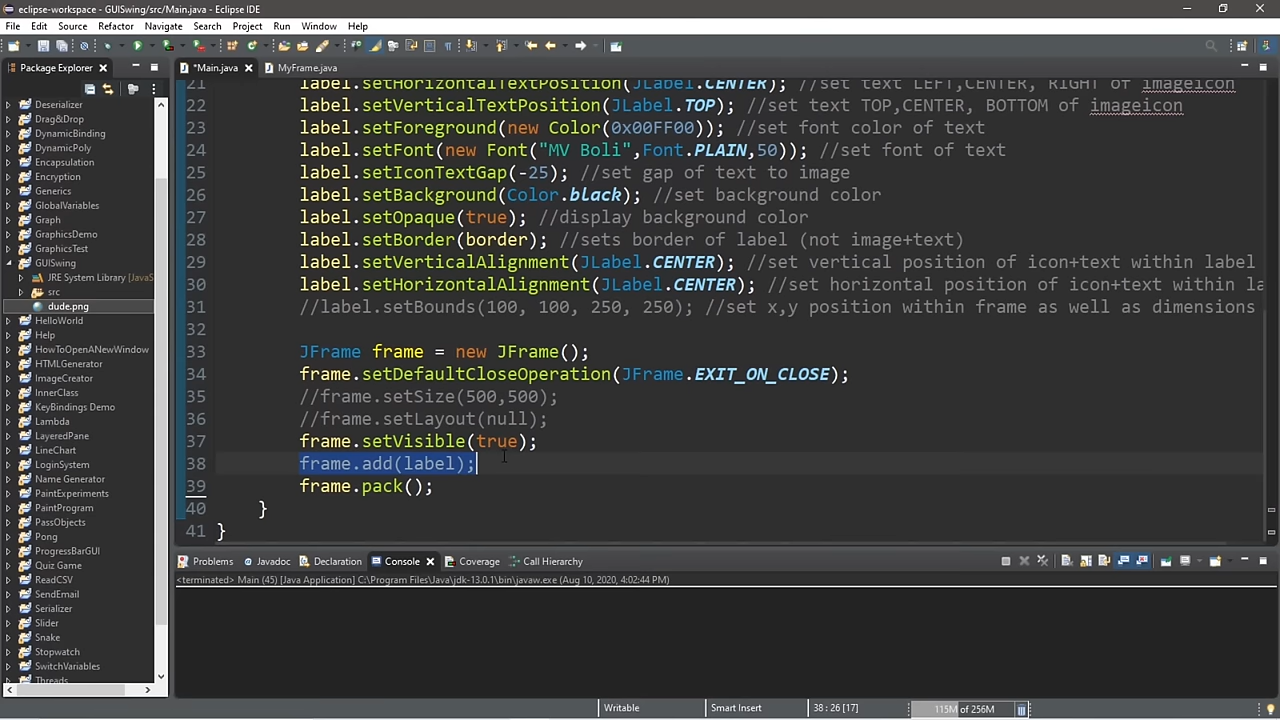 eclipse-workspace - GUISwing/src/Main.java - Eclipse IDE
File Edit Source Refactor Navigate Search Project Run Window Help
Package Explorer
*Main.java
MyFrame.java
Deserializer
Drag&Drop
DynamicBinding
DynamicPoly
Encapsulation
Encryption
Generics
GlobalVariables
Graph
GraphicsDemo
GraphicsTest
GUISwing
JRE System Library [JavaS
src
dude.png
HelloWorld
Help
HowToOpenANewWindow
HTMLGenerator
ImageCreator
InnerClass
KeyBindings Demo
Lambda
LayeredPane
LineChart
LoginSystem
Name Generator
PaintExperiments
PaintProgram
PassObjects
Pong
ProgressBarGUI
Quiz Game
ReadCSV
SendEmail
Serializer
Slider
Snake
Stopwatch
SwitchVariables
Threads
21 label.setHorizontalTextPosition(JLabel.CENTER); //set text LEFT,CENTER, RIGHT of imageicon
22 label.setVerticalTextPosition(JLabel.TOP); //set text TOP,CENTER, BOTTOM of imageicon
23 label.setForeground(new Color(0x00FF00)); //set font color of text
24 label.setFont(new Font("MV Boli",Font.PLAIN,50)); //set font of text
25 label.setIconTextGap(-25); //set gap of text to image
26 label.setBackground(Color.black); //set background color
27 label.setOpaque(true); //display background color
28 label.setBorder(border); //sets border of label (not image+text)
29 label.setVerticalAlignment(JLabel.CENTER); //set vertical position of icon+text within label
30 label.setHorizontalAlignment(JLabel.CENTER); //set horizontal position of icon+text within la
31 //label.setBounds(100, 100, 250, 250); //set x,y position within frame as well as dimensions
32
33 JFrame frame = new JFrame();
34 frame.setDefaultCloseOperation(JFrame.EXIT_ON_CLOSE);
35 //frame.setSize(500,500);
36 //frame.setLayout(null);
37 frame.setVisible(true);
38 frame.add(label);
39 frame.pack();
40 }
41 }
Problems Javadoc Declaration Console Coverage Call Hierarchy
<terminated> Main (45) [Java Application] C:\Program Files\Java\jdk-13.0.1\bin\javaw.exe (Aug 10, 2020, 4:02:44 PM)
Writable Smart Insert 38 : 26 [17] 115M of 256M